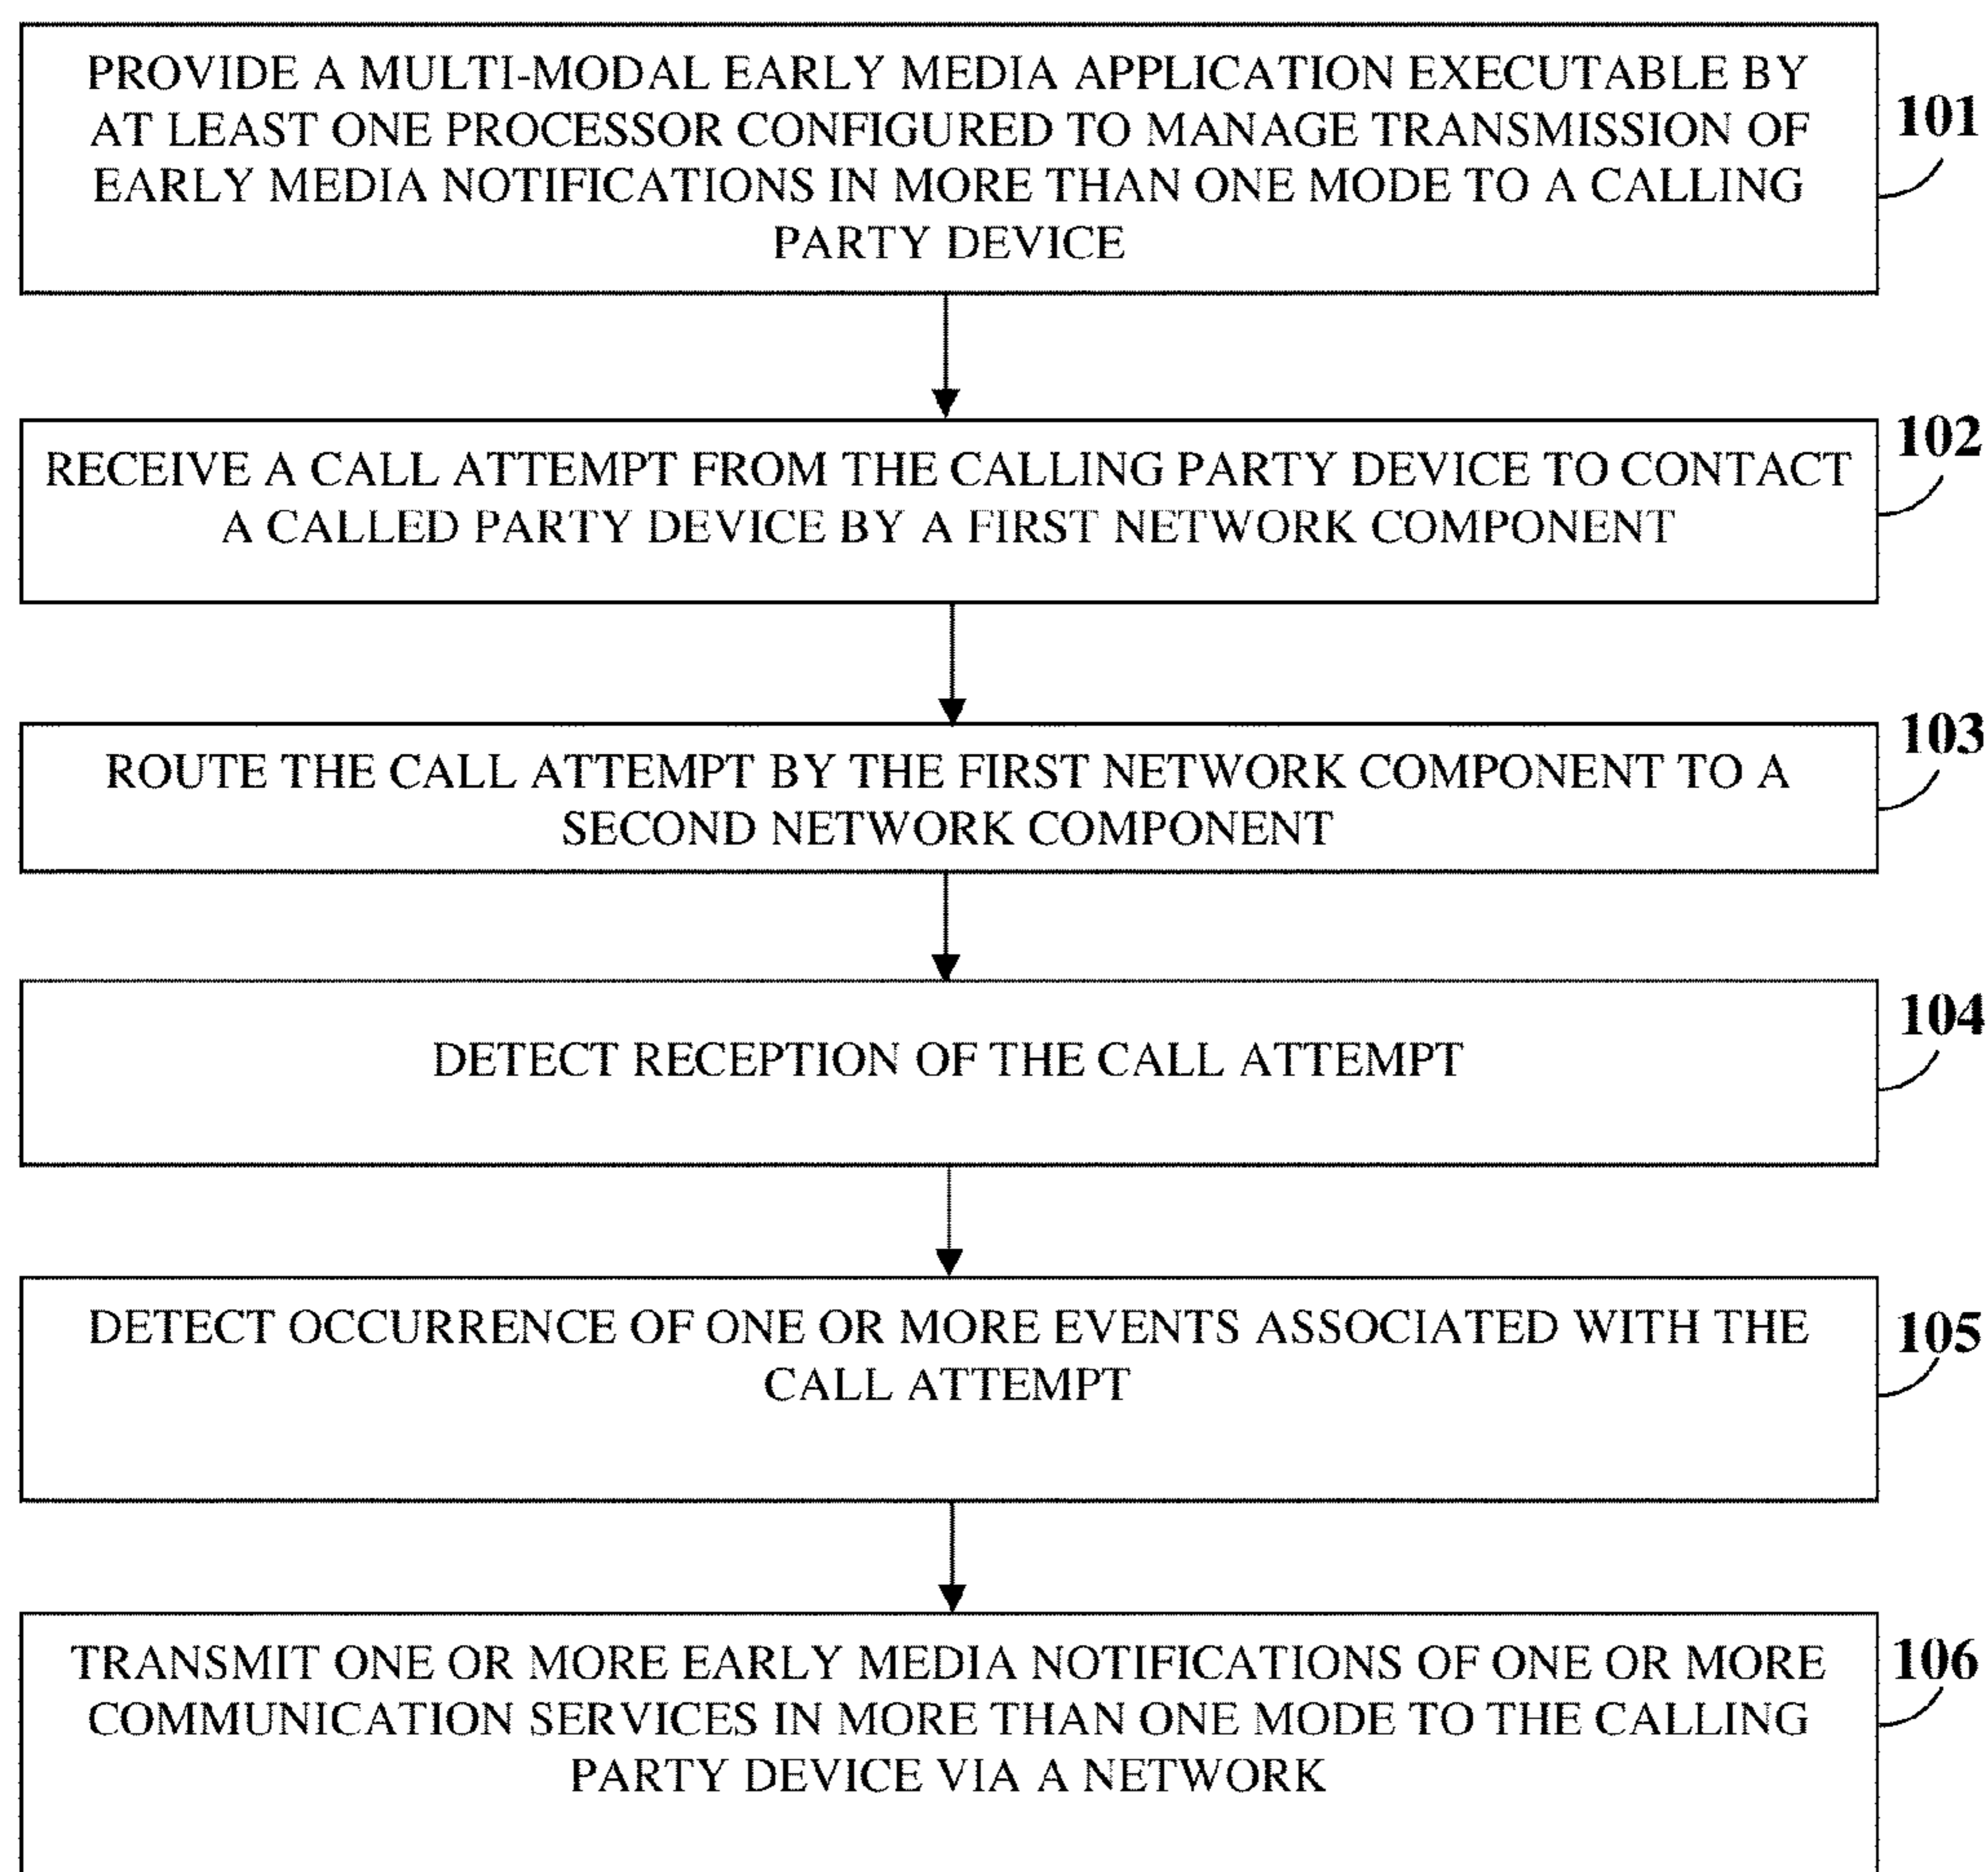 PROVIDE A MULTI-MODAL EARLY MEDIA APPLICATION EXECUTABLE BY
AT LEAST ONE PROCESSOR CONFIGURED TO MANAGE TRANSMISSION OF
EARLY MEDIA NOTIFICATIONS IN MORE THAN ONE MODE TO A CALLING
PARTY DEVICE
101
RECEIVE A CALL ATTEMPT FROM THE CALLING PARTY DEVICE TO CONTACT
A CALLED PARTY DEVICE BY A FIRST NETWORK COMPONENT
102
ROUTE THE CALL ATTEMPT BY THE FIRST NETWORK COMPONENT TO A
SECOND NETWORK COMPONENT
103
DETECT RECEPTION OF THE CALL ATTEMPT
104
DETECT OCCURRENCE OF ONE OR MORE EVENTS ASSOCIATED WITH THE
CALL ATTEMPT
105
TRANSMIT ONE OR MORE EARLY MEDIA NOTIFICATIONS OF ONE OR MORE
COMMUNICATION SERVICES IN MORE THAN ONE MODE TO THE CALLING
PARTY DEVICE VIA A NETWORK
106